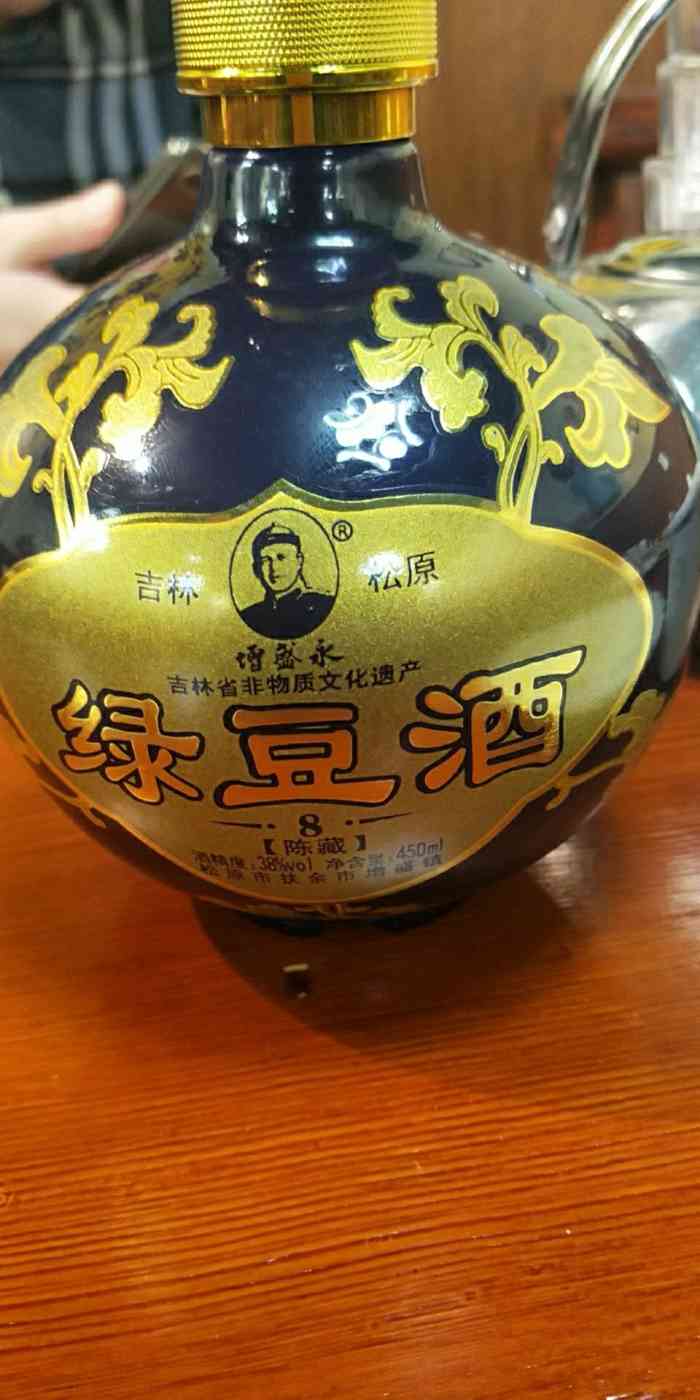 吉林 ® 松原
增盛永
吉林省非物质文化遗产
绿豆酒
8
【陈藏】
酒精度:38%vol 净含量:450ml
松原市扶余市增盛镇